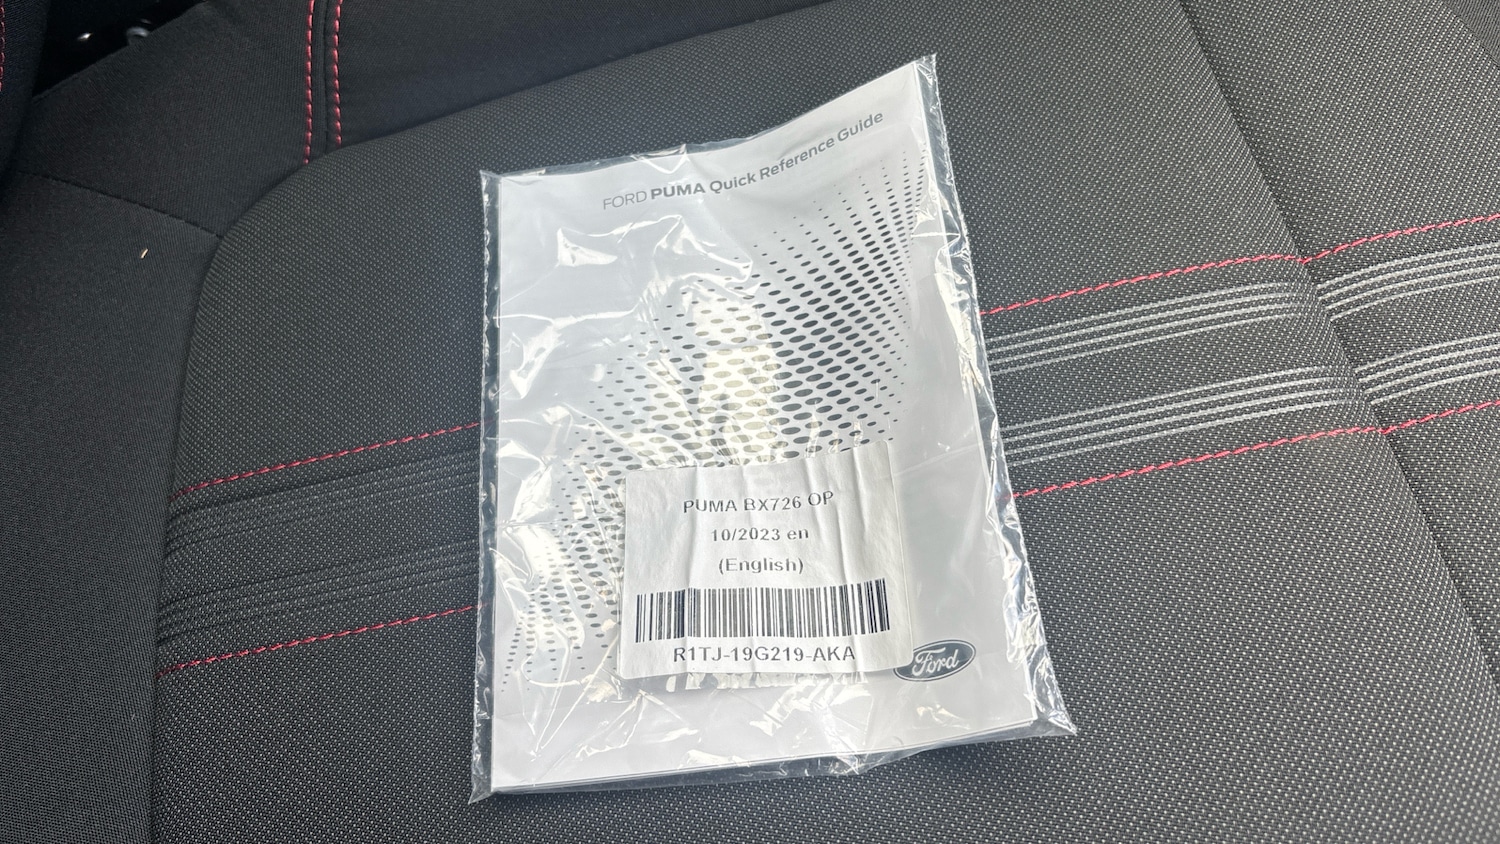 FORD PUMA Quick Reference Guide
PUMA BX726 OP
10/2023 en
(English)
R1TJ-19G219-AKA
Ford